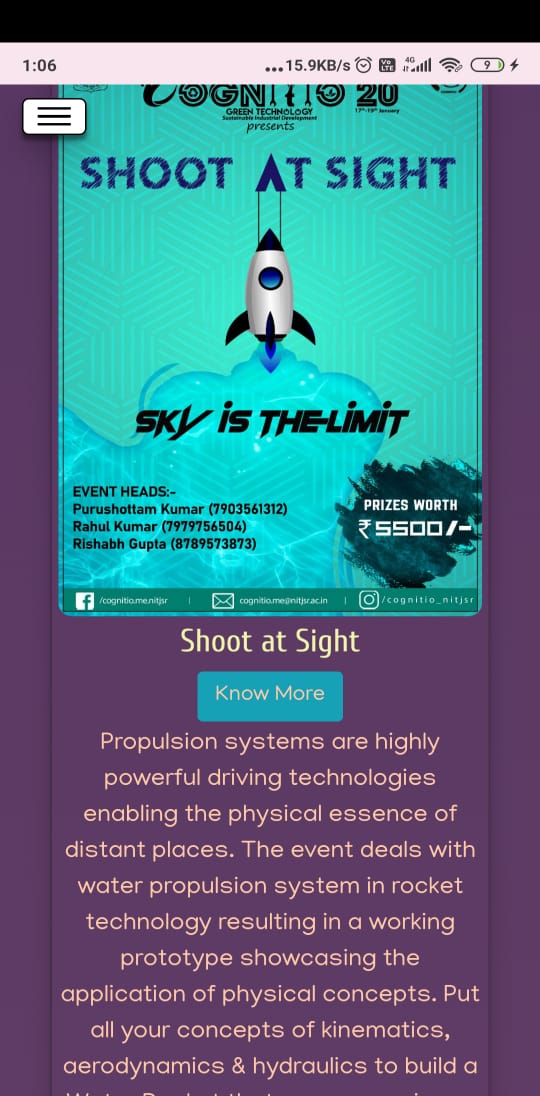 1:06
...15.9KB/s
Vo
LTE
4G
9
COGNITIO 20
GREEN TECHNOLOGY
17th-19th January
Sustainable Industrial Development
presents
SHOOT AT SIGHT
SKY iS THE LiMiT
EVENT HEADS:-
Purushottam Kumar (7903561312)
Rahul Kumar (7979756504)
Rishabh Gupta (8789573873)
PRIZES WORTH
₹5500/-
/cognitio.me.nitjsr | cognitio.me@nitjsr.ac.in | /cognitio_nitjsr
Shoot at Sight
Know More
Propulsion systems are highly
powerful driving technologies
enabling the physical essence of
distant places. The event deals with
water propulsion system in rocket
technology resulting in a working
prototype showcasing the
application of physical concepts. Put
all your concepts of kinematics,
aerodynamics & hydraulics to build a